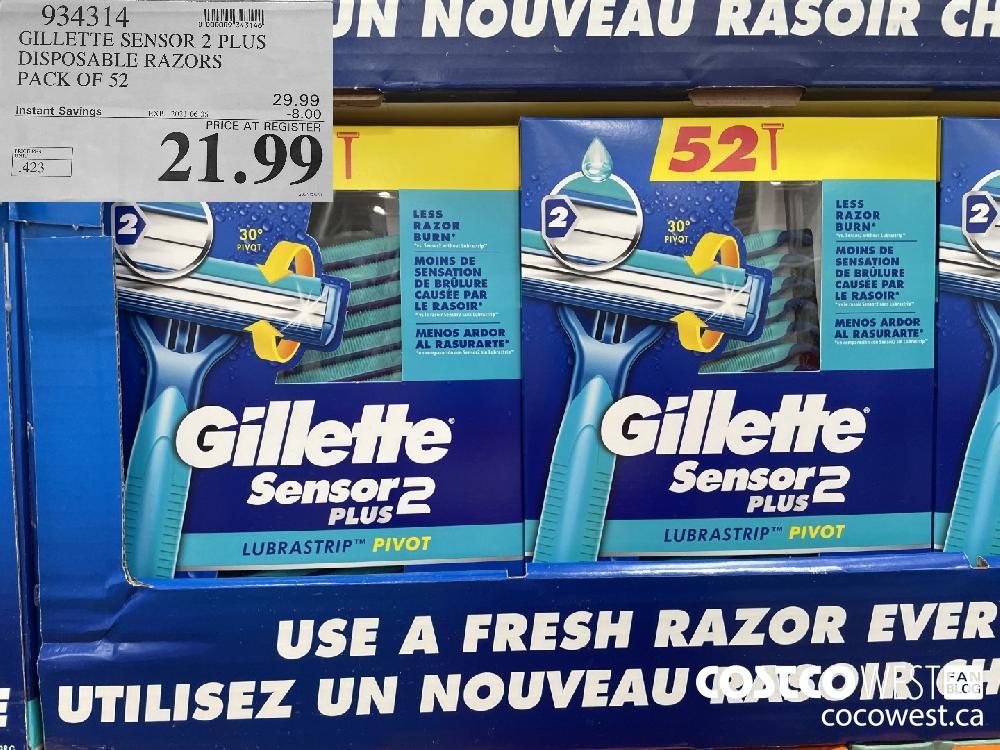 UN NOUVEAU RASOIR CH
934314
GILLETTE SENSOR 2 PLUS
DISPOSABLE RAZORS
PACK OF 52
29.99
Instant Savings
-8.00
PRICE AT REGISTER
21.99
.423
LESS
RAZOR
BURN*
MOINS DE
SENSATION
DE BRÛLURE
CAUSÉE PAR
LE RASOIR*
MENOS ARDOR
AL RASURARTE*
2
30°
PIVOT
Gillette
Sensor2
PLUS
LUBRASTRIP™ PIVOT
52
2
30°
PIVOT
LESS
RAZOR
BURN*
MOINS DE
SENSATION
DE BRÛLURE
CAUSÉE PAR
LE RASOIR*
MENOS ARDOR
AL RASURARTE*
Gillette
Sensor2
PLUS
LUBRASTRIP™ PIVOT
2
USE A FRESH RAZOR EVER
UTILISEZ UN NOUVEAU RASOIR CH
COSTCO WEST
FAN
BLOG
cocowest.ca